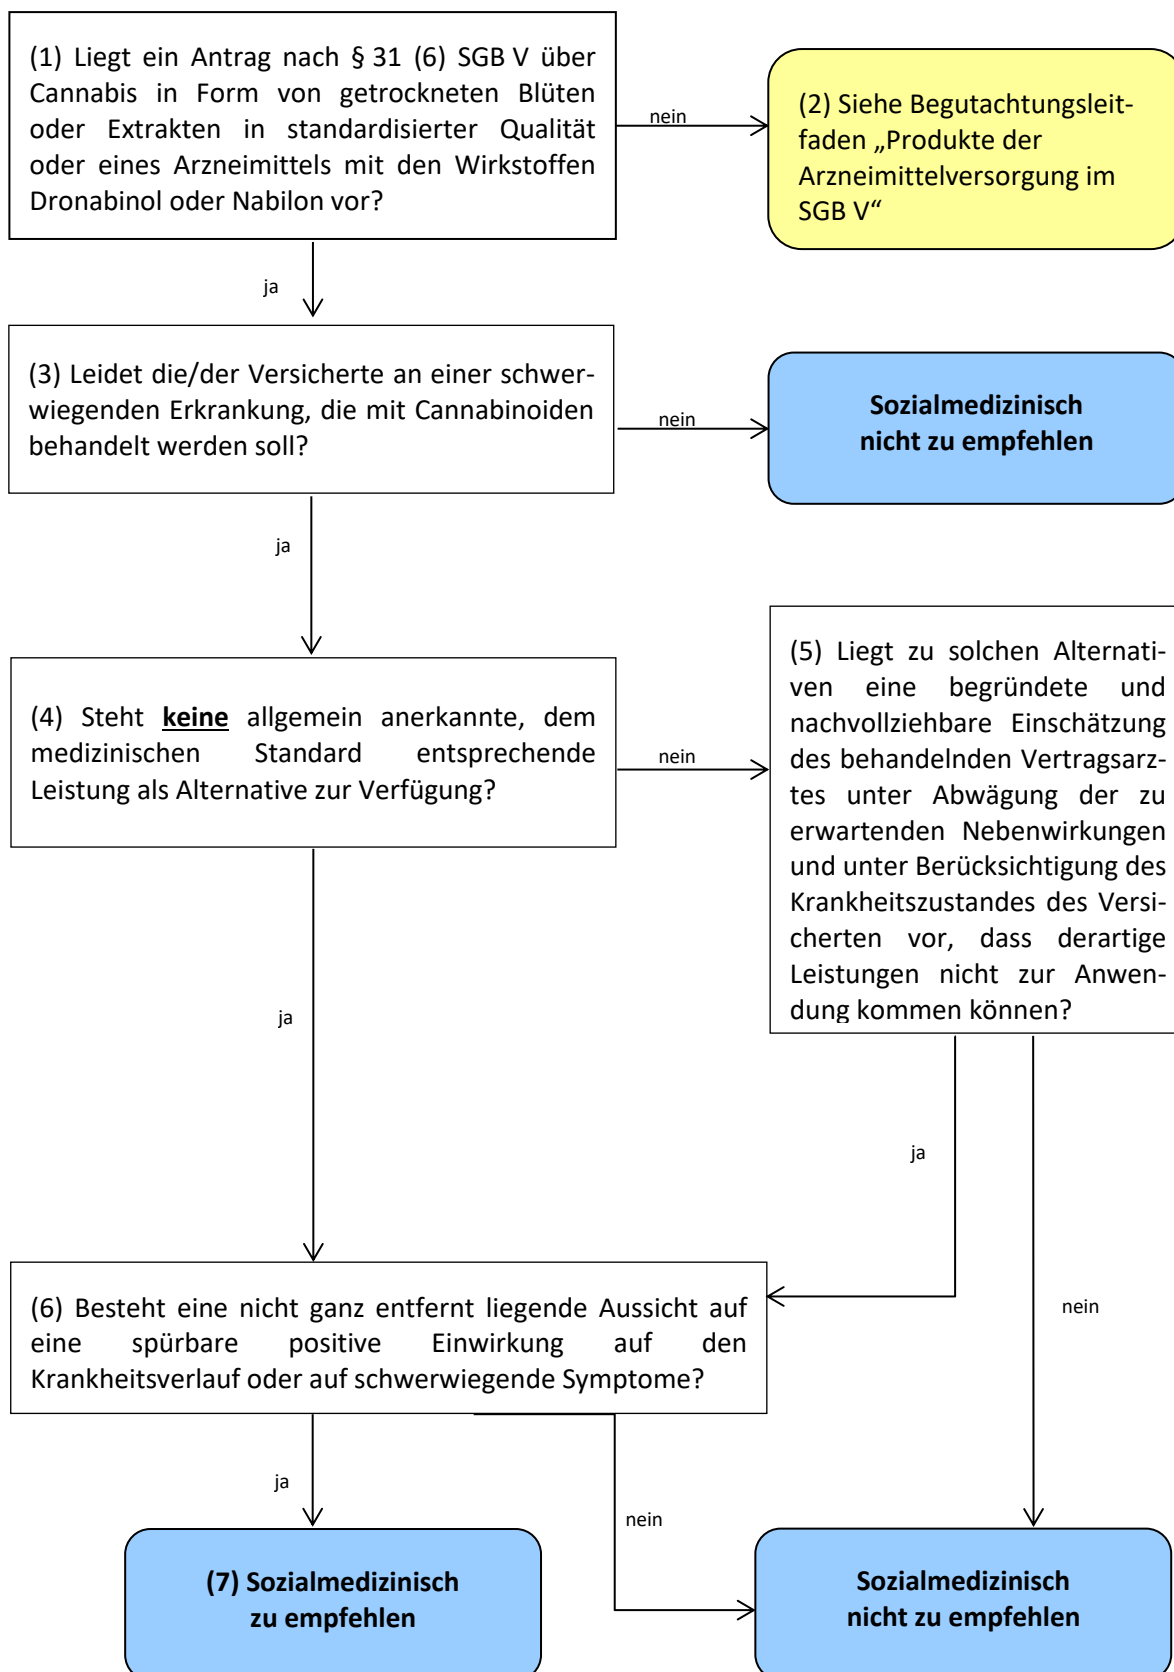 (1) Liegt ein Antrag nach § 31 (6) SGB V über
Cannabis in Form von getrockneten Blüten
oder Extrakten in standardisierter Qualität
oder eines Arzneimittels mit den Wirkstoffen
Dronabinol oder Nabilon vor?
nein
(2) Siehe Begutachtungsleit-
faden „Produkte der
Arzneimittelversorgung im
SGB V“
ja
(3) Leidet die/der Versicherte an einer schwer-
wiegenden Erkrankung, die mit Cannabinoiden
behandelt werden soll?
nein
Sozialmedizinisch
nicht zu empfehlen
ja
(4) Steht keine allgemein anerkannte, dem
medizinischen Standard entsprechende
Leistung als Alternative zur Verfügung?
nein
(5) Liegt zu solchen Alternati-
ven eine begründete und
nachvollziehbare Einschätzung
des behandelnden Vertragsarz-
tes unter Abwägung der zu
erwartenden Nebenwirkungen
und unter Berücksichtigung des
Krankheitszustandes des Versi-
cherten vor, dass derartige
Leistungen nicht zur Anwen-
dung kommen können?
ja
ja
nein
(6) Besteht eine nicht ganz entfernt liegende Aussicht auf
eine spürbare positive Einwirkung auf den
Krankheitsverlauf oder auf schwerwiegende Symptome?
ja
nein
(7) Sozialmedizinisch
zu empfehlen
Sozialmedizinisch
nicht zu empfehlen